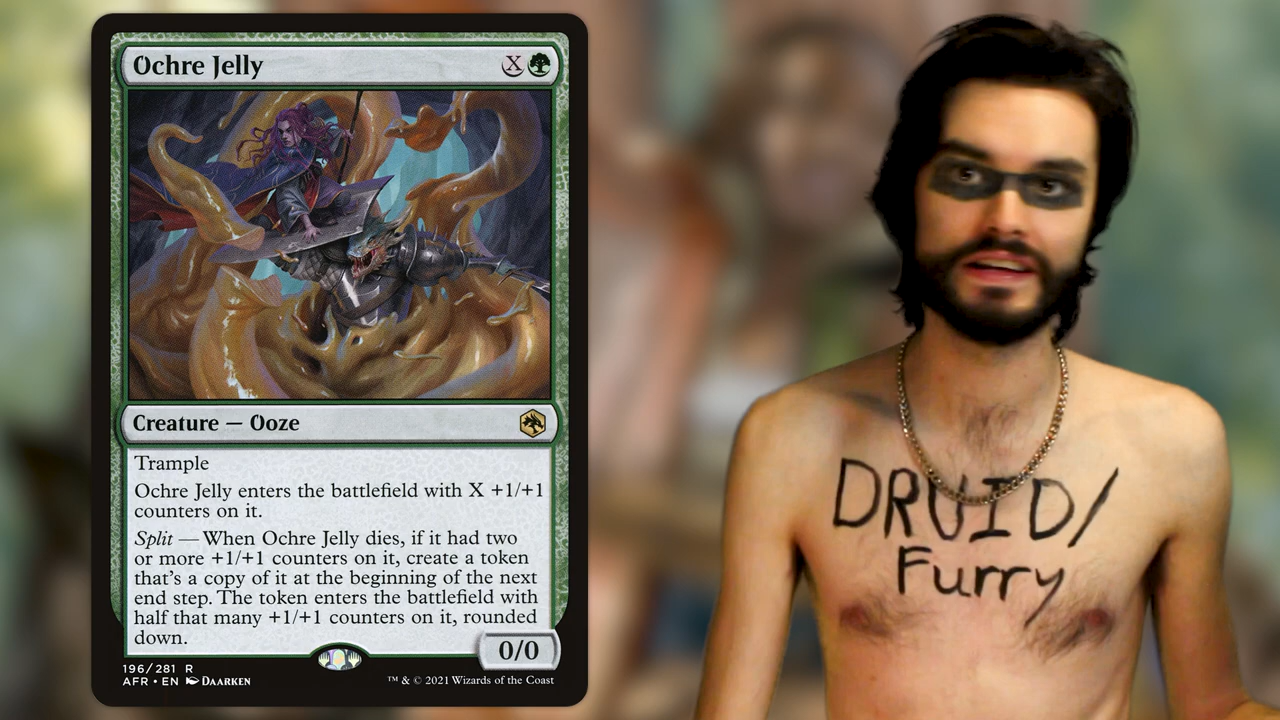 Ochre Jelly
X
Creature — Ooze
Trample
Ochre Jelly enters the battlefield with X +1/+1
counters on it.
Split — When Ochre Jelly dies, if it had two
or more +1/+1 counters on it, create a token
that's a copy of it at the beginning of the next
end step. The token enters the battlefield with
half that many +1/+1 counters on it, rounded
down.
0/0
196/281 R
AFR • EN Daarken
™ & © 2021 Wizards of the Coast
DRUID/
Furry